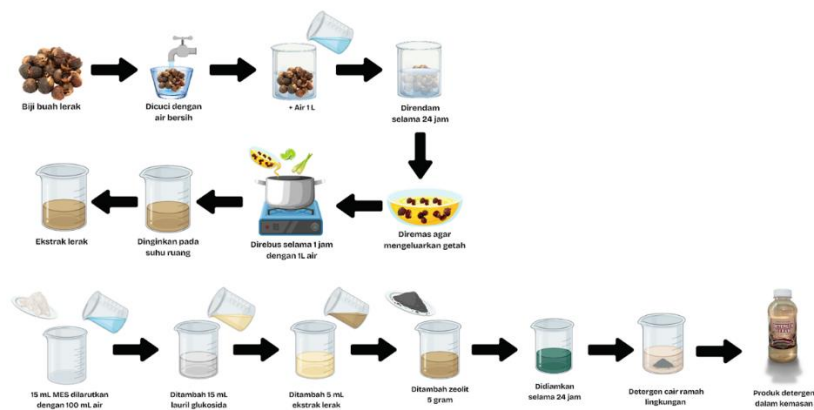 Biji buah lerak
Dicuci dengan
air bersih
+ Air 1 L
Direndam
selama 24 jam
Ekstrak lerak
Dinginkan pada
suhu ruang
Direbus selama 1 jam
dengan 1L air
Diremas agar
mengeluarkan getah
15 mL MES dilarutkan
dengan 100 mL air
Ditambah 15 mL
lauril glukosida
Ditambah 5 mL
ekstrak lerak
Ditambah zeolit
5 gram
Didiamkan
selama 24 jam
Detergen cair ramah
lingkungan
Produk detergen
dalam kemasan